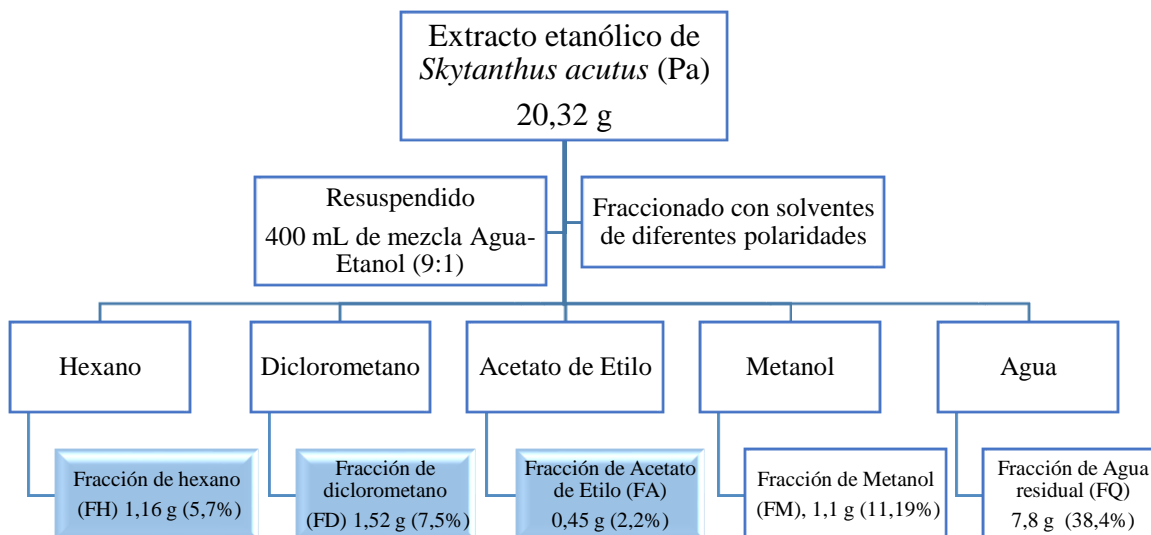 Extracto etanólico de
Skytanthus acutus (Pa)
20,32 g
Resuspendido
400 mL de mezcla Agua-
Etanol (9:1)
Fraccionado con solventes
de diferentes polaridades
Hexano
Diclorometano
Acetato de Etilo
Metanol
Agua
Fracción de hexano
(FH) 1,16 g (5,7%)
Fracción de
diclorometano
(FD) 1,52 g (7,5%)
Fracción de Acetato
de Etilo (FA)
0,45 g (2,2%)
Fracción de Metanol
(FM), 1,1 g (11,19%)
Fracción de Agua
residual (FQ)
7,8 g (38,4%)